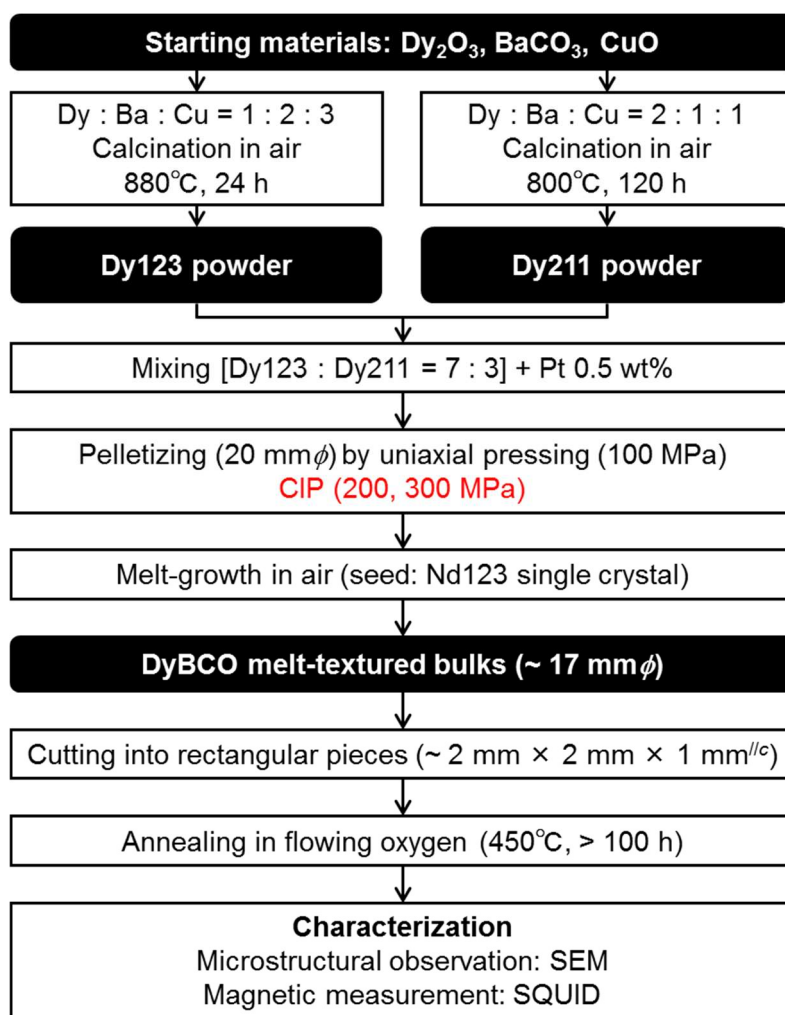 Starting materials: Dy₂O₃, BaCO₃, CuO
Dy : Ba : Cu = 1 : 2 : 3
Calcination in air
880℃, 24 h
Dy : Ba : Cu = 2 : 1 : 1
Calcination in air
800℃, 120 h
Dy123 powder
Dy211 powder
Mixing [Dy123 : Dy211 = 7 : 3] + Pt 0.5 wt%
Pelletizing (20 mmϕ) by uniaxial pressing (100 MPa)
CIP (200, 300 MPa)
Melt-growth in air (seed: Nd123 single crystal)
DyBCO melt-textured bulks (~ 17 mmϕ)
Cutting into rectangular pieces (~ 2 mm × 2 mm × 1 mm//c)
Annealing in flowing oxygen (450℃, > 100 h)
Characterization
Microstructural observation: SEM
Magnetic measurement: SQUID